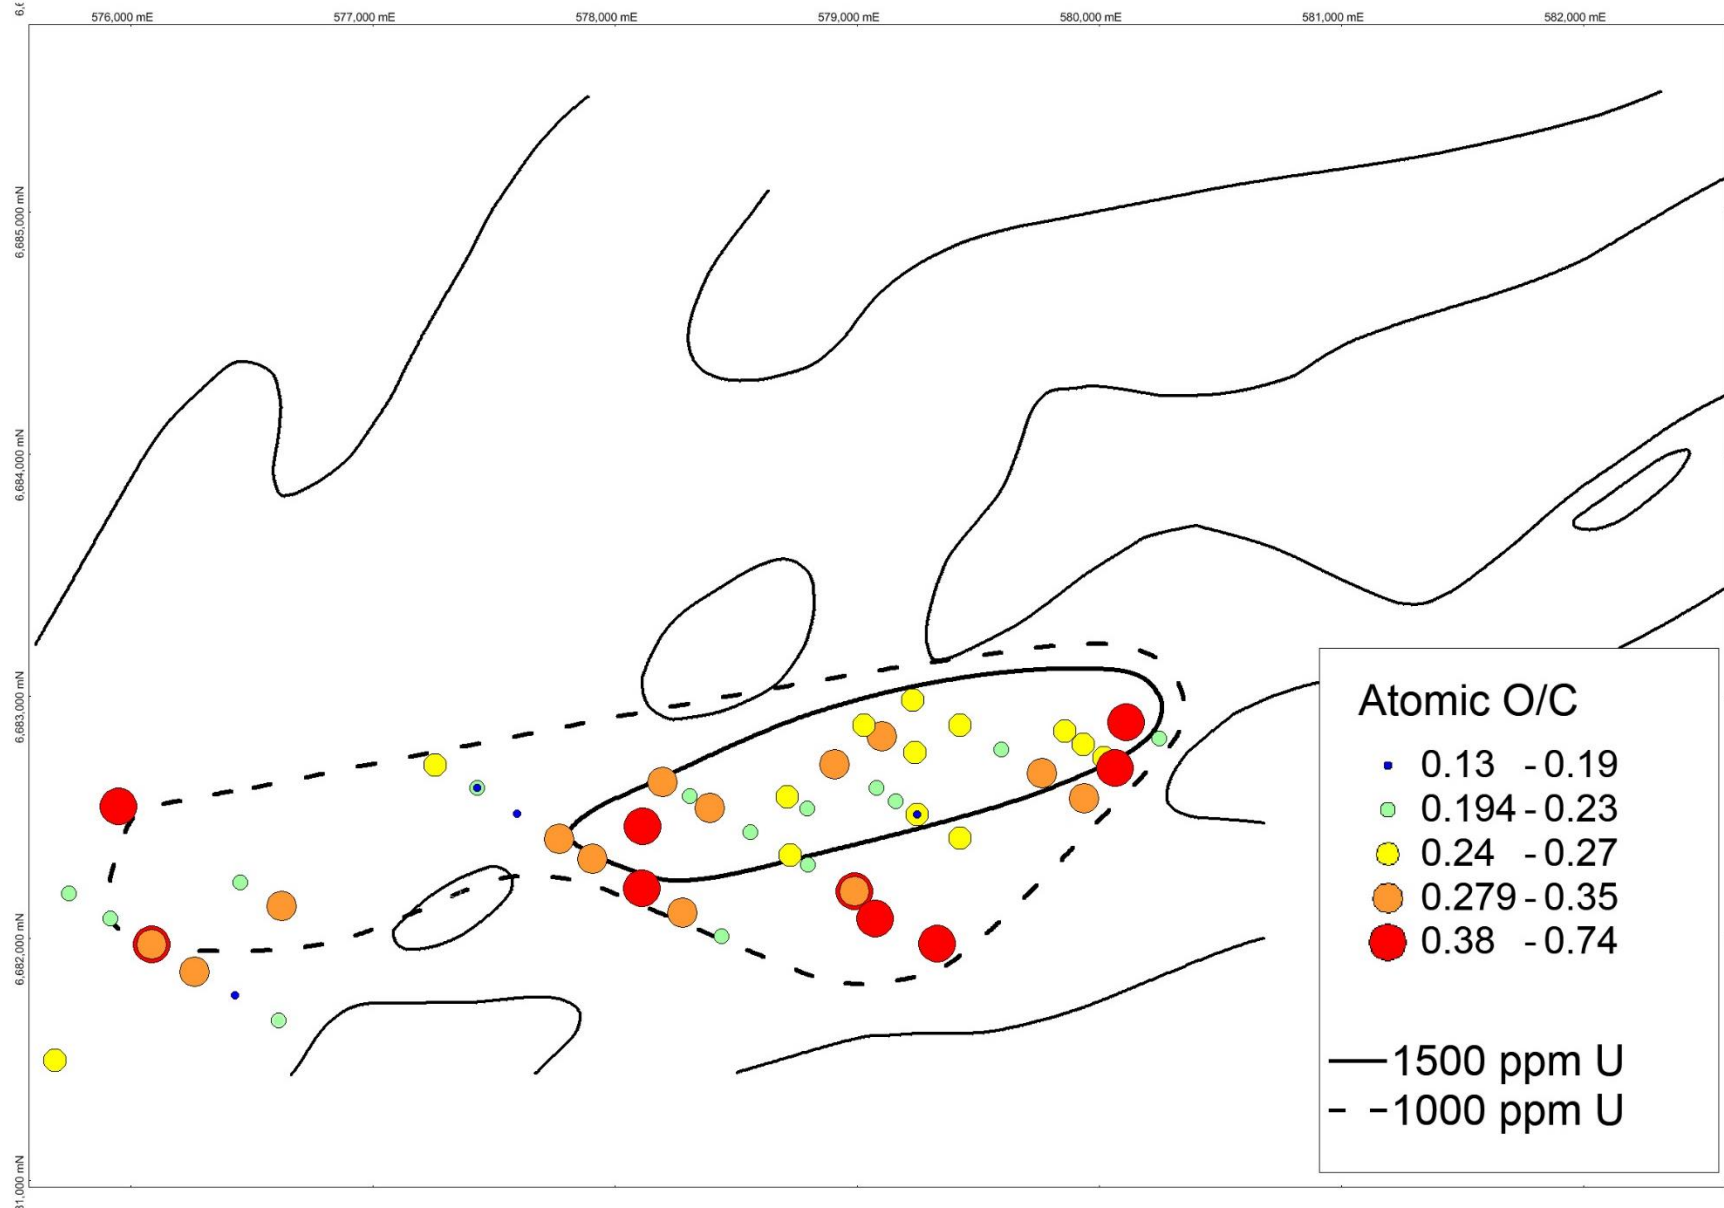 576,000 mE 577,000 mE 578,000 mE 579,000 mE 580,000 mE 581,000 mE 582,000 mE
6,685,000 mN
6,684,000 mN
6,683,000 mN
6,682,000 mN
Atomic O/C
0.13 - 0.19
0.194 - 0.23
0.24 - 0.27
0.279 - 0.35
0.38 - 0.74
1500 ppm U
1000 ppm U